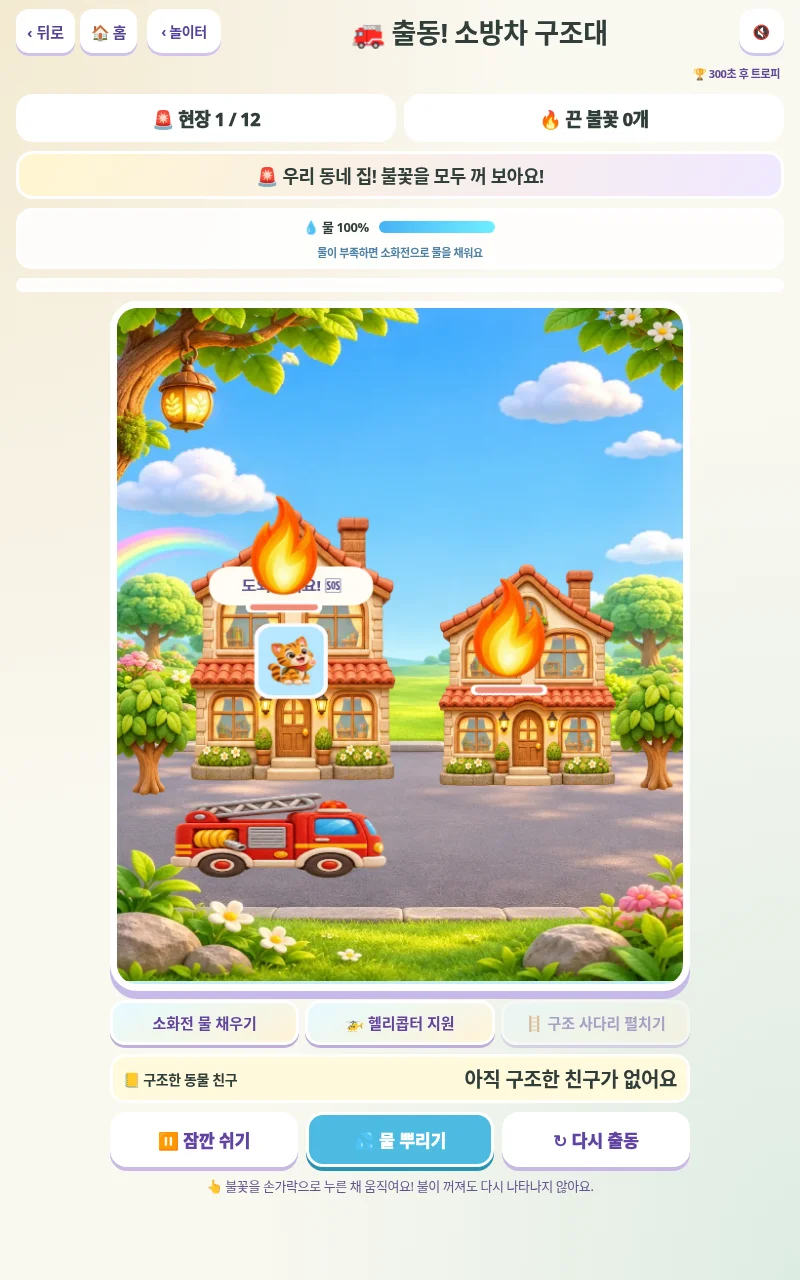 ‹ 뒤로
🏠 홈
‹ 놀이터
🚒 출동! 소방차 구조대
🏆 300초 후 트로피
🚨 현장 1 / 12
🔥 끈 불꽃 0개
🚨 우리 동네 집! 불꽃을 모두 꺼 보아요!
💧 물 100%
물이 부족하면 소화전으로 물을 채워요
🆘
소화전 물 채우기
🚁 헬리콥터 지원
🪜 구조 사다리 펼치기
📒 구조한 동물 친구
아직 구조한 친구가 없어요
⏸ 잠깐 쉬기
💦 물 뿌리기
↻ 다시 출동
👆 불꽃을 손가락으로 누른 채 움직여요! 불이 꺼져도 다시 나타나지 않아요.